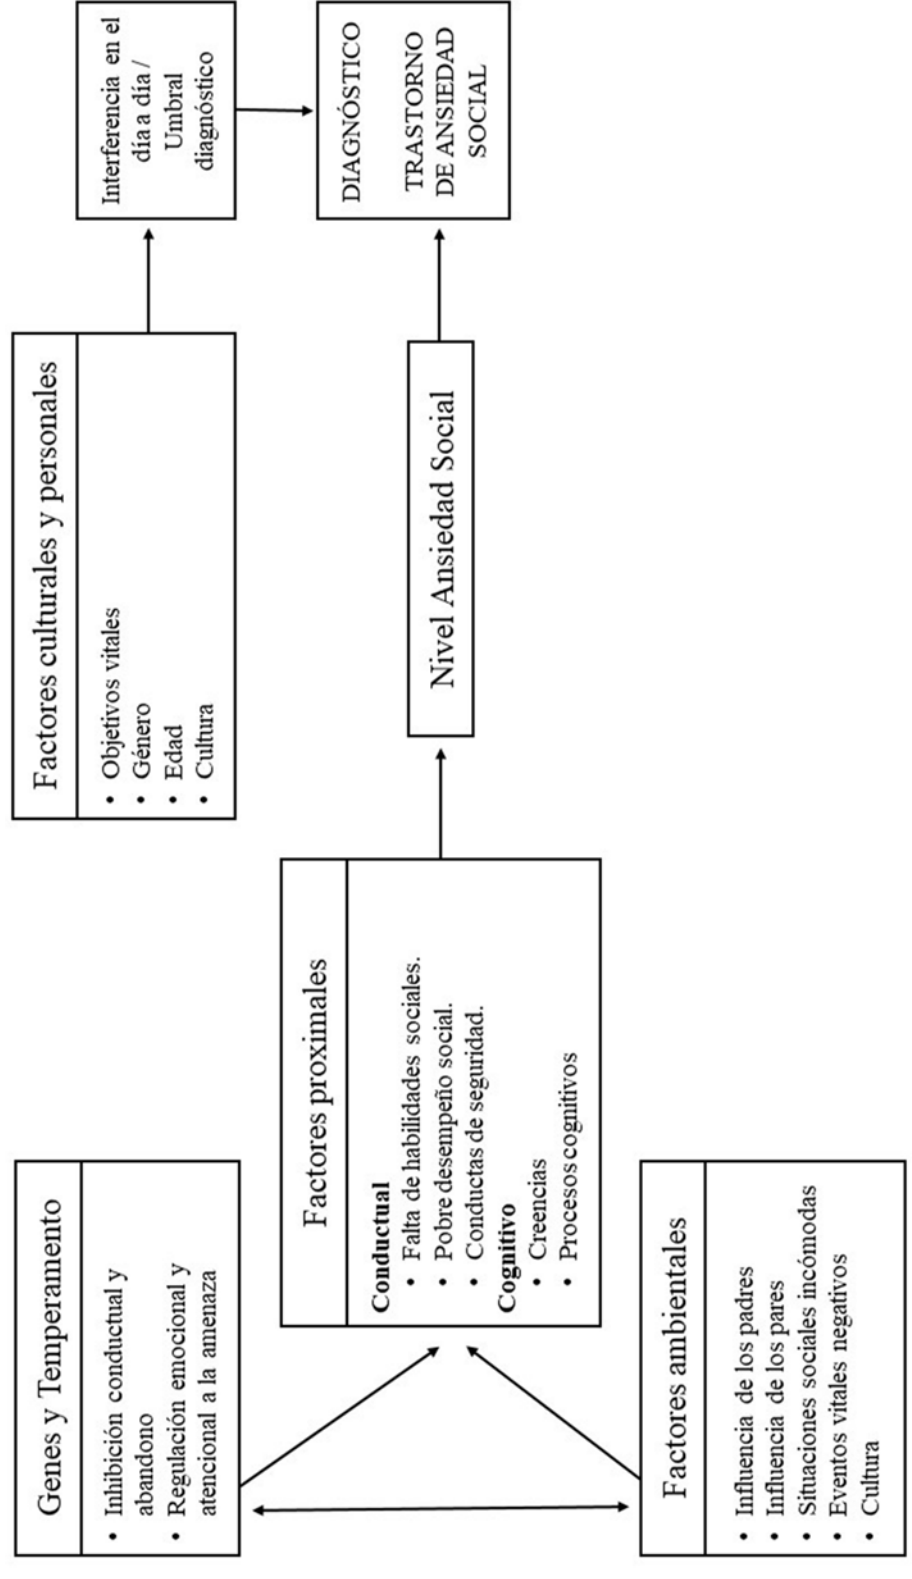 Genes y Temperamento
• Inhibición conductual y
abandono
• Regulación emocional y
atencional a la amenaza
Factores ambientales
• Influencia de los padres
• Influencia de los pares
• Situaciones sociales incómodas
• Eventos vitales negativos
• Cultura
Factores proximales
Conductual
• Falta de habilidades sociales.
• Pobre desempeño social.
• Conductas de seguridad.
Cognitivo
• Creencias
• Procesos cognitivos
Factores culturales y personales
• Objetivos vitales
• Género
• Edad
• Cultura
Nivel Ansiedad Social
Interferencia en el
día a día /
Umbral
diagnóstico
DIAGNÓSTICO
TRASTORNO
DE ANSIEDAD
SOCIAL